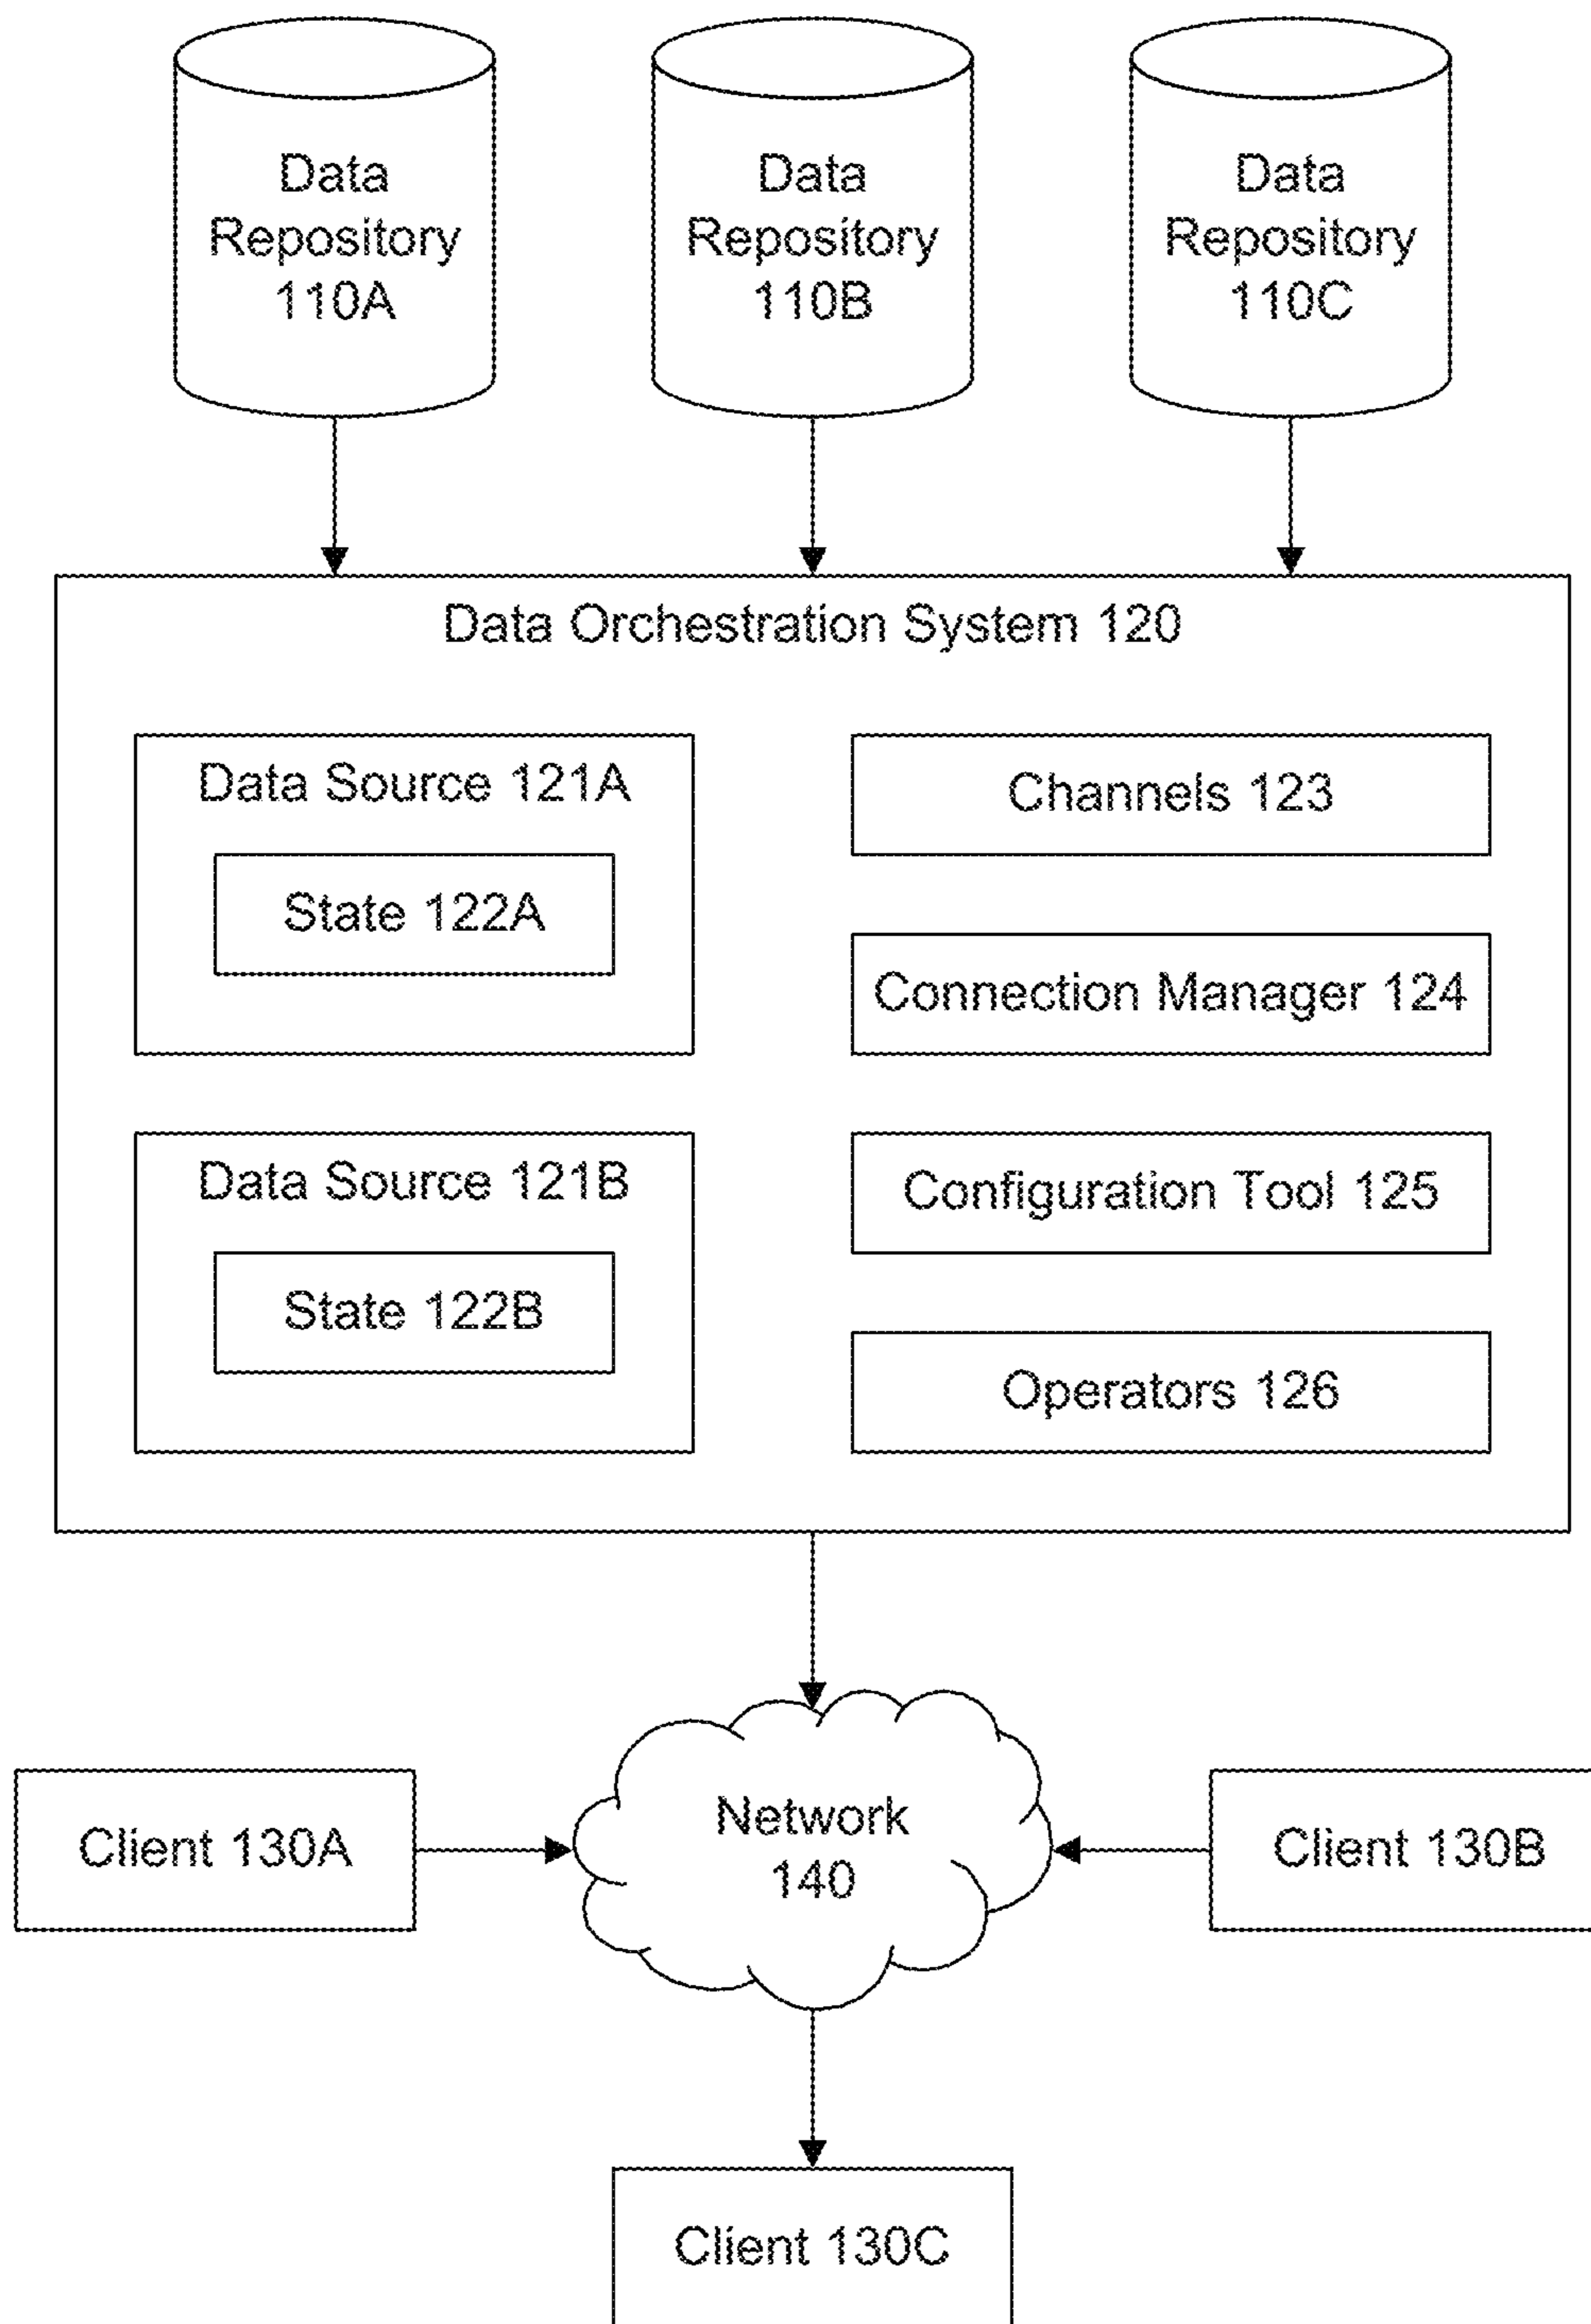 Data
Repository
110A
Data
Repository
110B
Data
Repository
110C
Data Orchestration System 120
Data Source 121A
State 122A
Data Source 121B
State 122B
Channels 123
Connection Manager 124
Configuration Tool 125
Operators 126
Network
140
Client 130A
Client 130B
Client 130C